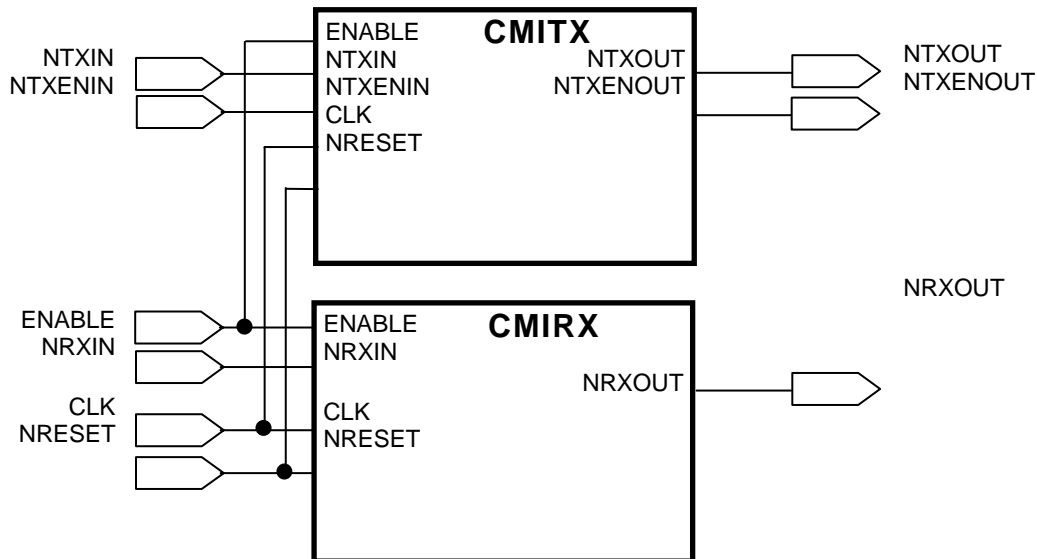 NTXIN
NTXENIN
ENABLE
NTXIN
NTXENIN
CLK
NRESET
CMITX
NTXOUT
NTXENOUT
NTXOUT
NTXENOUT
NRXOUT
ENABLE
NRXIN
CLK
NRESET
ENABLE
NRXIN
CLK
NRESET
CMIRX
NRXOUT